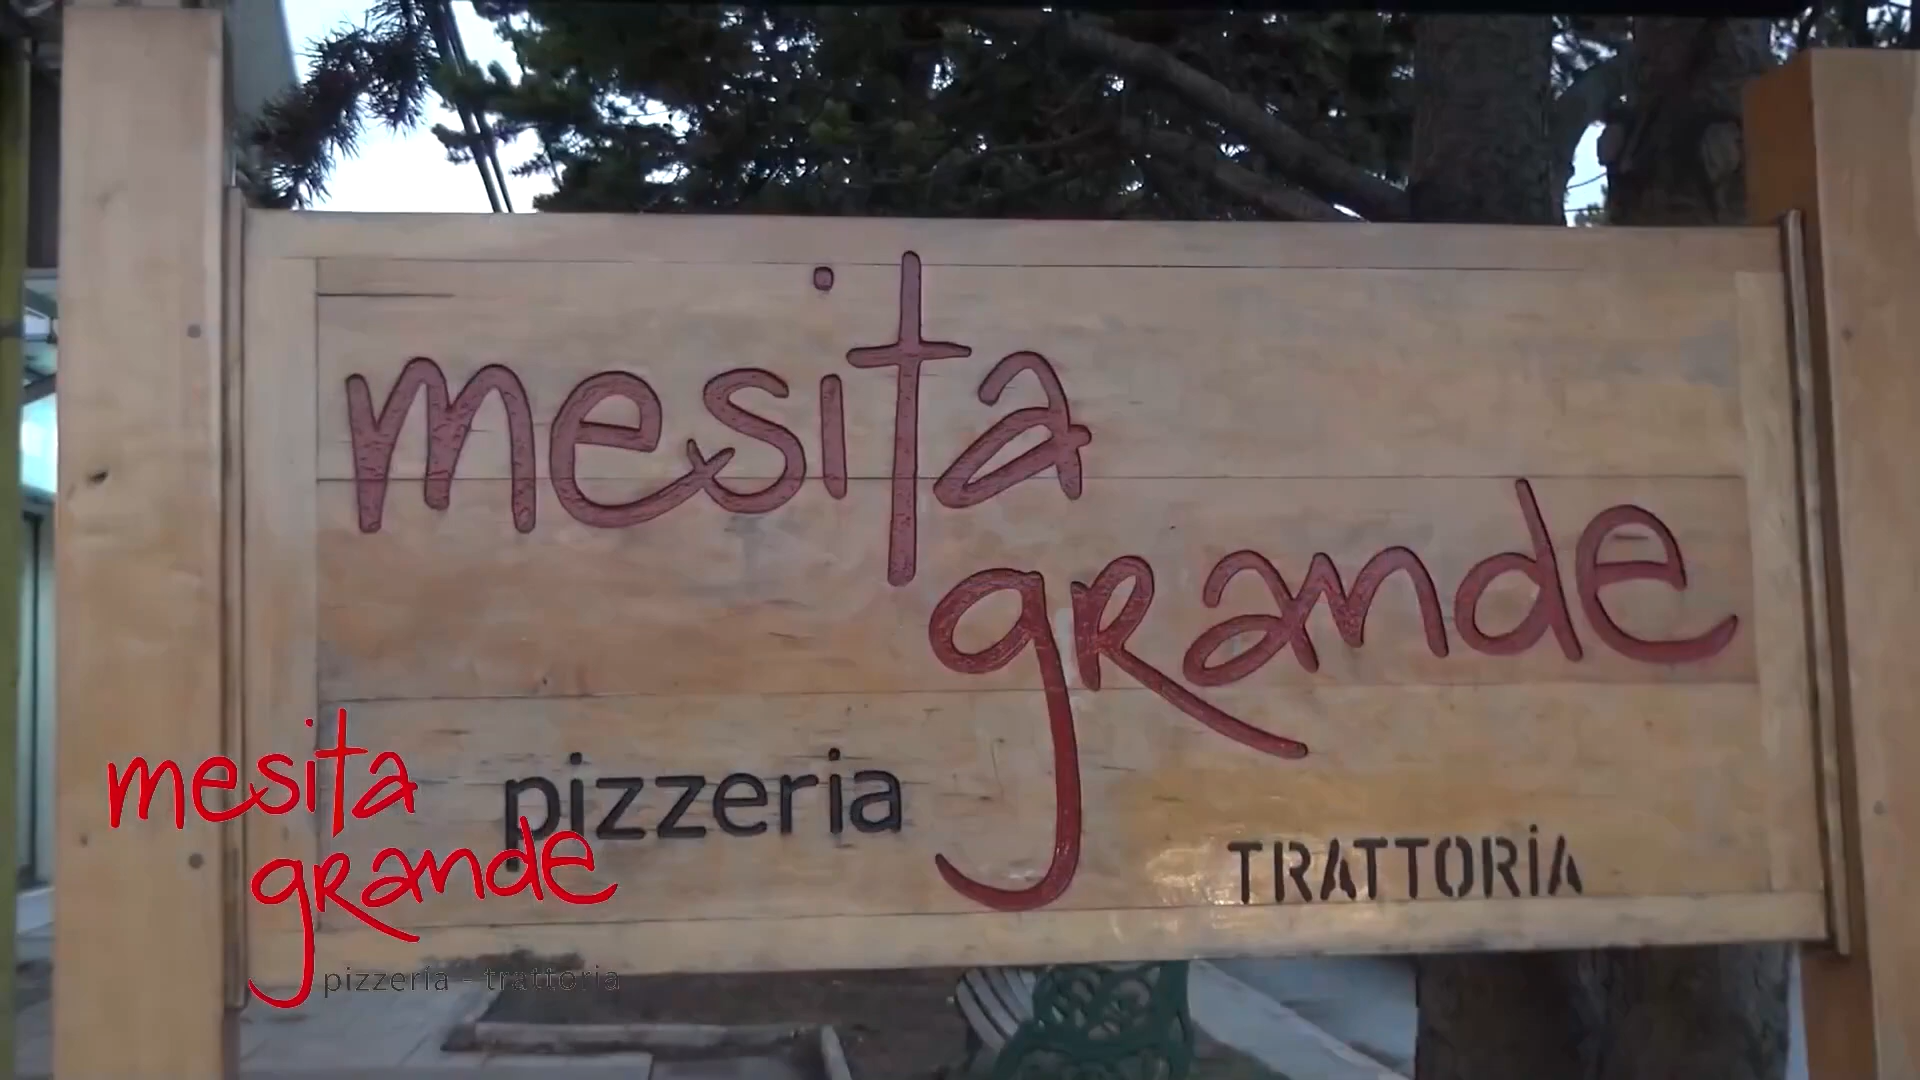 mesita
grande
pizzeria
TRATTORiA
mesita
grande
pizzeria - trattoria